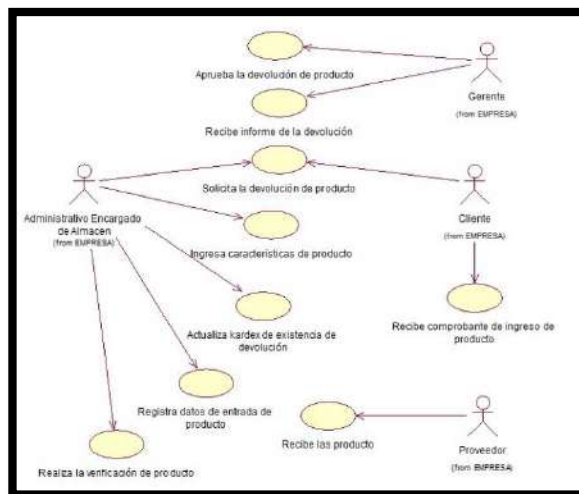 Aprueba la devolución de producto
Gerente
(from EMPRESA)
Recibe informe de la devolución
Solicita la devolución de producto
Administrativo Encargado
de Almacen
(from EMPRESA)
Cliente
(from EMPRESA)
Ingresa características de producto
Recibe comprobante de ingreso de
producto
Actualiza kardex de existencia de
devolución
Registra datos de entrada de
producto
Recibe las producto
Proveedor
(from EMPRESA)
Realiza la verificación de producto